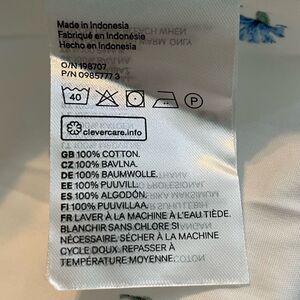 Made in Indonesia
Fabriqué en Indonésie
Hecho en Indonesia
O/N 198707
P/N 0985777 3
40
P
clevercare.info
GB 100% COTTON.
CZ 100% BAVLNA.
DE 100% BAUMWOLLE.
EE 100% PUUVILL.
ES 100% ALGODÓN.
FI 100% PUUVILLAA.
FR LAVER À LA MACHINE À L'EAU TIÈDE.
BLANCHIR SANS CHLORE SI
NÉCESSAIRE. SÉCHER À LA MACHINE
CYCLE DOUX. REPASSER À
TEMPÉRATURE MOYENNE.